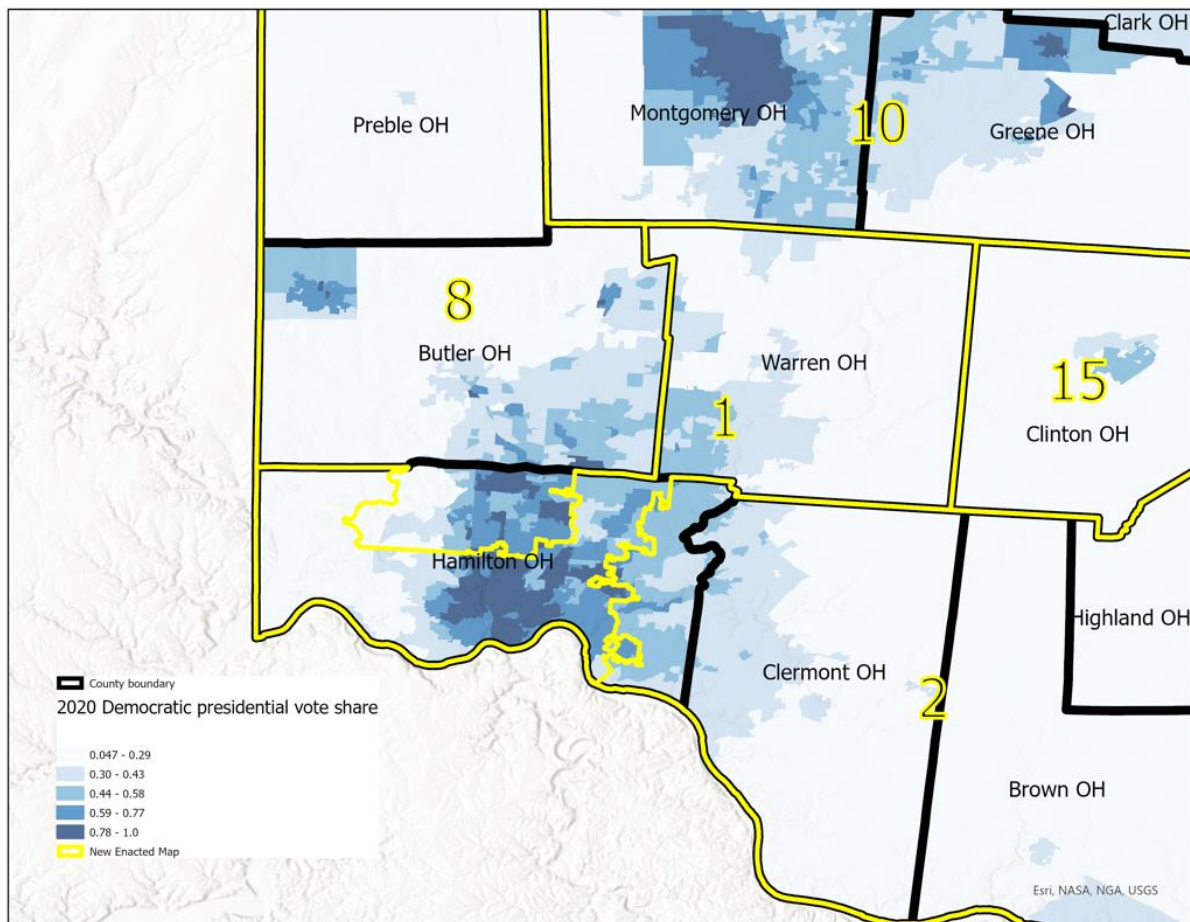 Clark OH
Montgomery OH
10
Greene OH
Preble OH
8
Butler OH
Warren OH
15
Clinton OH
1
Hamilton OH
Highland OH
Clermont OH
2
Brown OH
County boundary
2020 Democratic presidential vote share
0.047 - 0.29
0.30 - 0.43
0.44 - 0.58
0.59 - 0.77
0.78 - 1.0
New Enacted Map
Esri, NASA, NGA, USGS